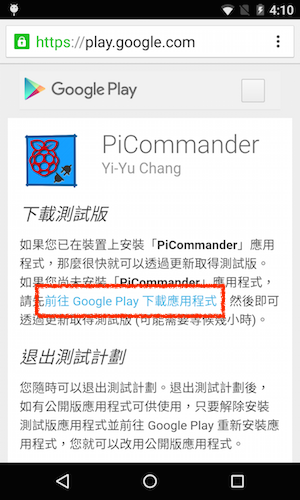 4:10
https://play.google.com
Google Play
PiCommander
Yi-Yu Chang
下載測試版
如果您已在裝置上安裝「PiCommander」應用
程式，那麼很快就可以透過更新取得測試版。
如果您尚未安裝「PiCommander」應用程式，
請先前往 Google Play 下載應用程式，然後即可
透過更新取得測試版 (可能需要等候幾小時)。
退出測試計劃
您隨時可以退出測試計劃。退出測試計劃後，
如有公開版應用程式可供使用，只要解除安裝
測試版應用程式並前往 Google Play 重新安裝應
用程式，您就可以改用公開版應用程式。